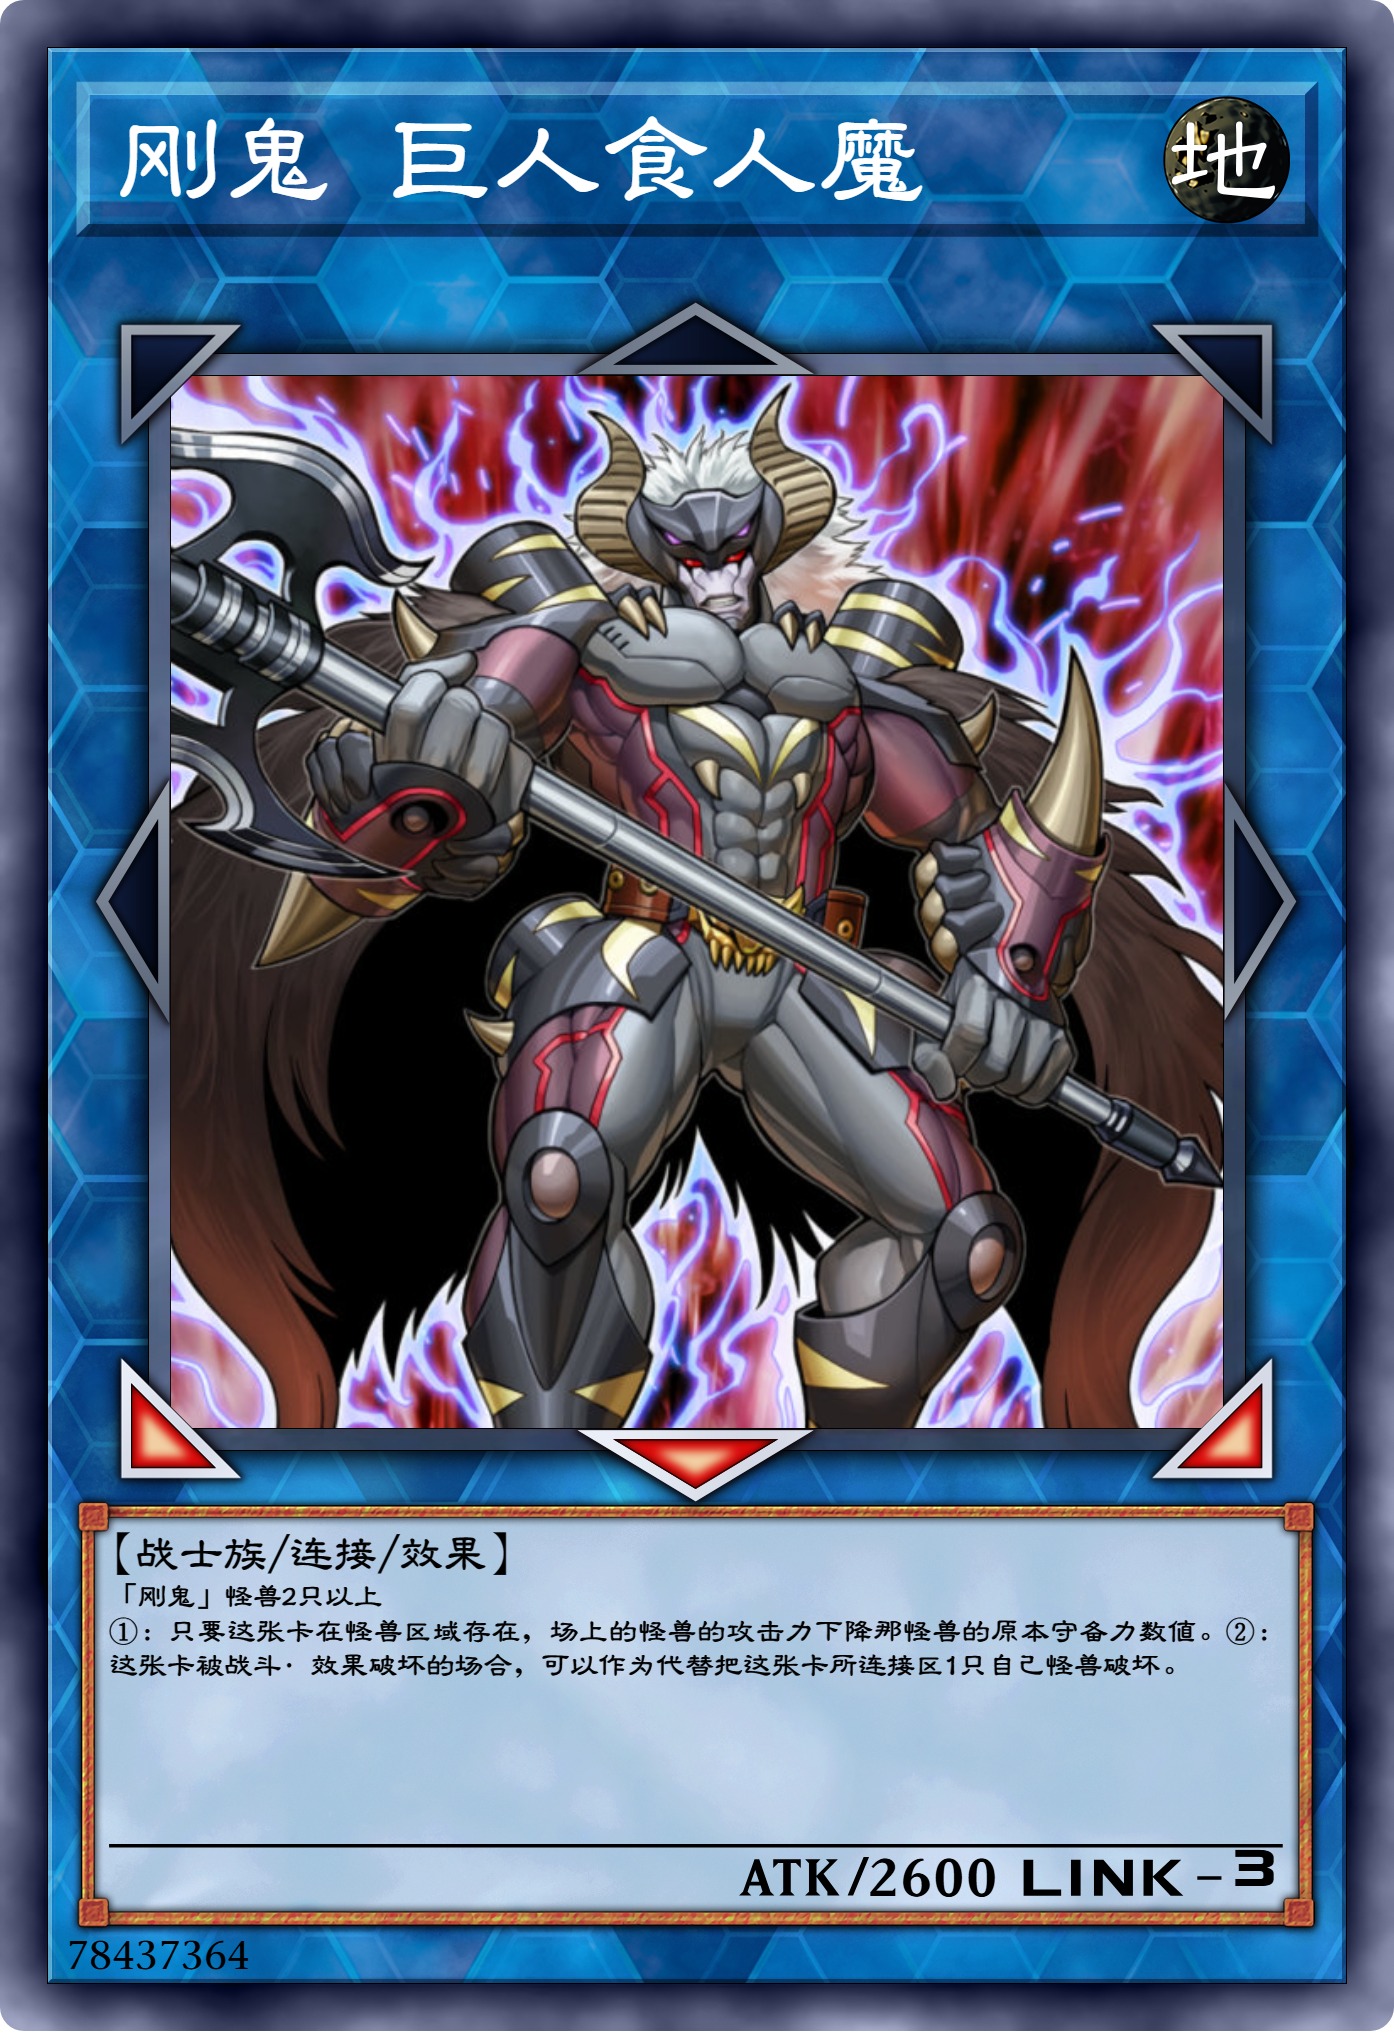 刚鬼 巨人食人魔
地
【战士族/连接/效果】
「刚鬼」怪兽2只以上
①：只要这张卡在怪兽区域存在，场上的怪兽的攻击力下降那怪兽的原本守备力数值。②：
这张卡被战斗·效果破坏的场合，可以作为代替把这张卡所连接区1只自己怪兽破坏。
ATK/2600 LINK-3
78437364